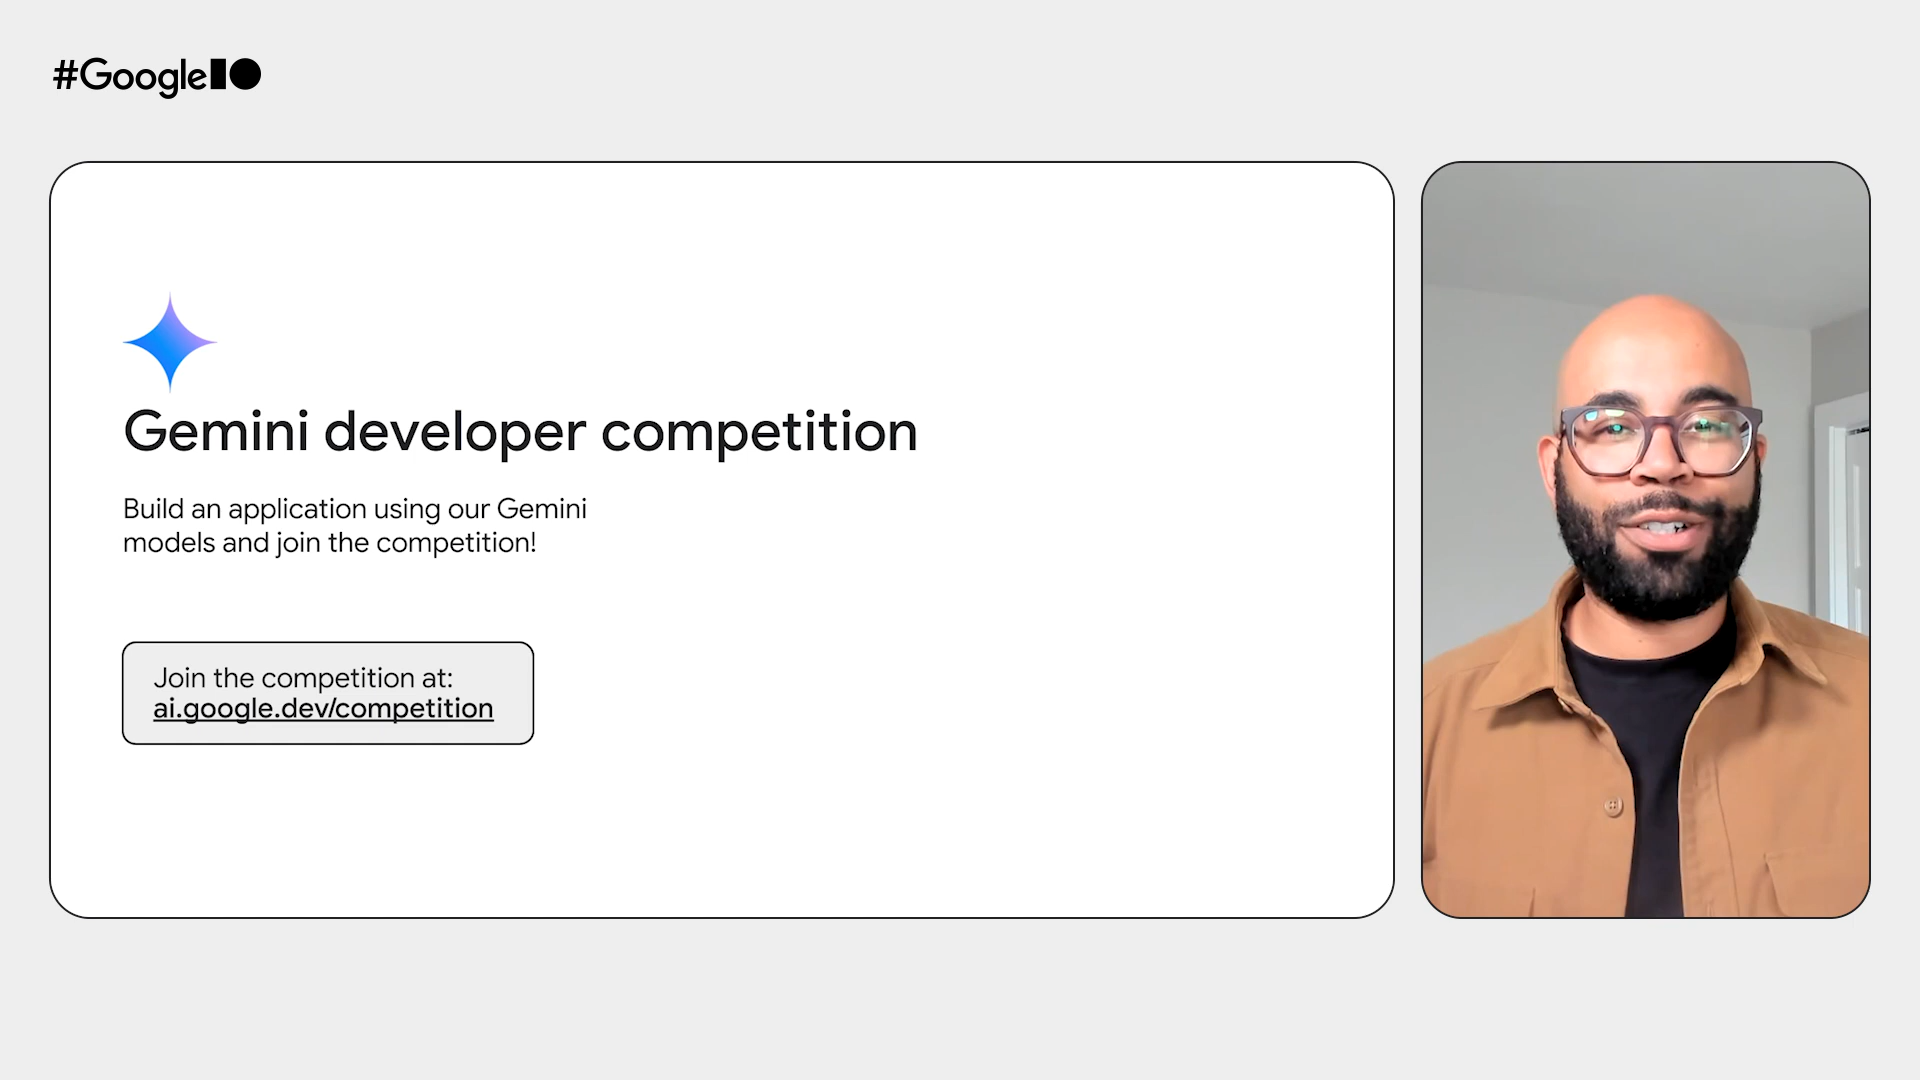 #GoogleIO
Gemini developer competition
Build an application using our Gemini
models and join the competition!
Join the competition at:
ai.google.dev/competition